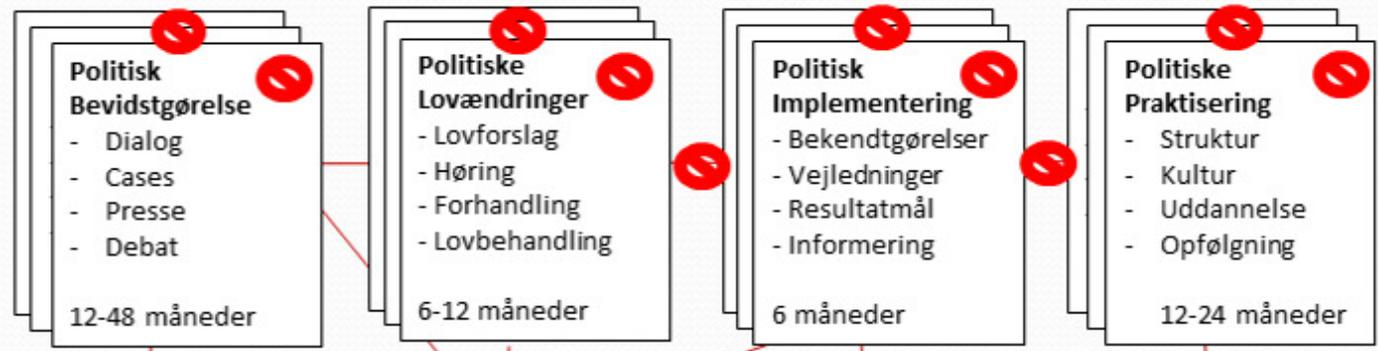 Politisk
Bevidstgørelse
- Dialog
- Cases
- Presse
- Debat
12-48 måneder
Politiske
Lovændringer
- Lovforslag
- Høring
- Forhandling
- Lovbehandling
6-12 måneder
Politisk
Implementering
- Bekendtgørelser
- Vejledninger
- Resultatmål
- Informering
6 måneder
Politiske
Praktisering
- Struktur
- Kultur
- Uddannelse
- Opfølgning
12-24 måneder